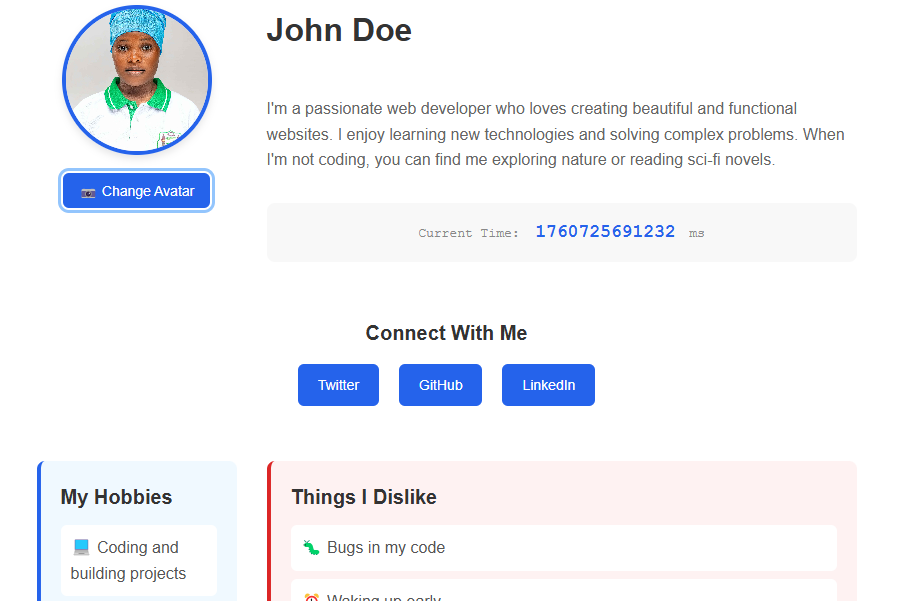 John Doe
I'm a passionate web developer who loves creating beautiful and functional
websites. I enjoy learning new technologies and solving complex problems. When
I'm not coding, you can find me exploring nature or reading sci-fi novels.
Change Avatar
Current Time: 1760725691232 ms
Connect With Me
Twitter GitHub LinkedIn
My Hobbies
Coding and
building projects
Things I Dislike
Bugs in my code
Waking up early